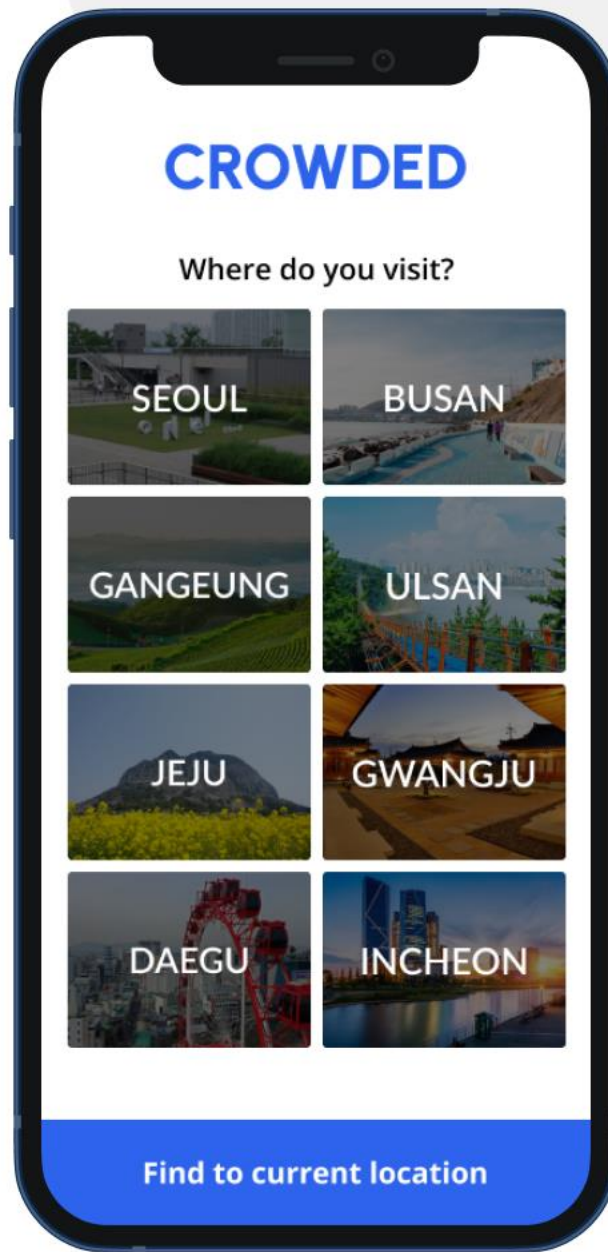 CROWDED
Where do you visit?
SEOUL
BUSAN
GANGEUNG
ULSAN
JEJU
GWANGJU
DAEGU
INCHEON
Find to current location